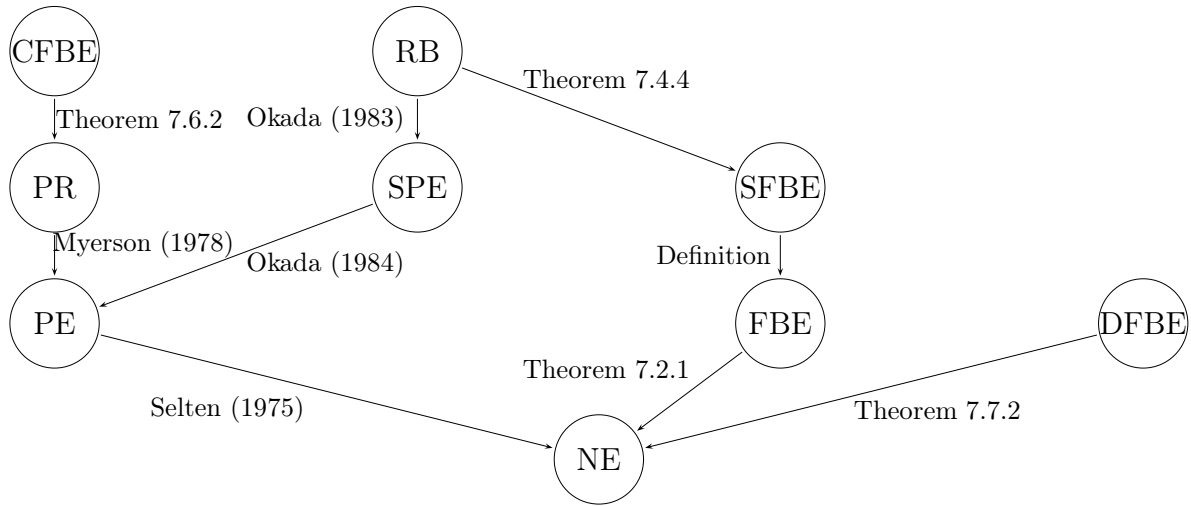 CFBE
RB
Theorem 7.4.4
Theorem 7.6.2
Okada (1983)
PR
SPE
SFBE
Myerson (1978)
Okada (1984)
Definition
PE
FBE
DFBE
Theorem 7.2.1
Selten (1975)
Theorem 7.7.2
NE